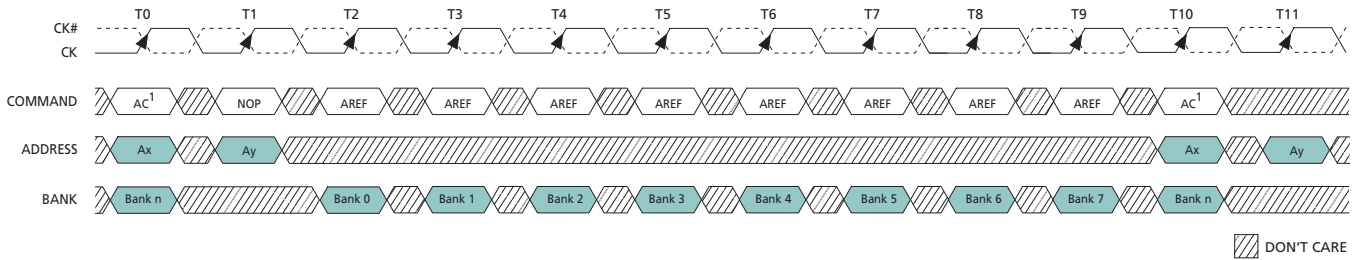 T0 T1 T2 T3 T4 T5 T6 T7 T8 T9 T10 T11
CK#
CK
COMMAND AC1 NOP AREF AREF AREF AREF AREF AREF AREF AREF AC1
ADDRESS Ax Ay Ax Ay
BANK Bank n Bank 0 Bank 1 Bank 2 Bank 3 Bank 4 Bank 5 Bank 6 Bank 7 Bank n
DON'T CARE